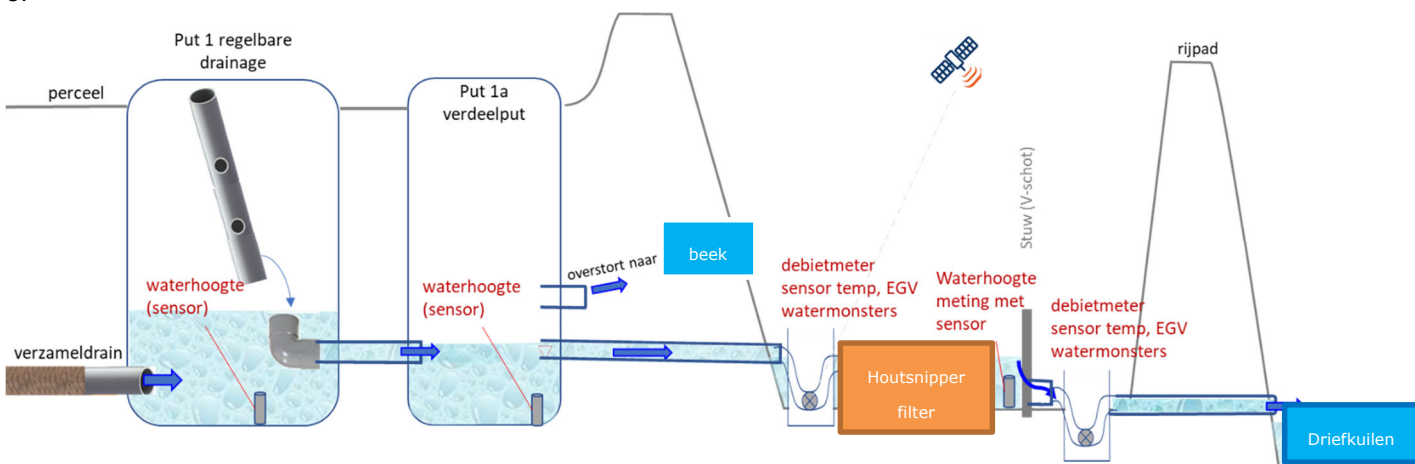 Put 1 regelbare
drainage
perceel
Put 1a
verdeelput
rijpad
waterhoogte
(sensor)
waterhoogte
(sensor)
overstort naar
beek
debietmeter
sensor temp, EGV
watermonsters
Waterhoogte
meting met
sensor
Stuw (V-schot)
debietmeter
sensor temp, EGV
watermonsters
verzameldrain
Houtsnipper
filter
Driefkuilen